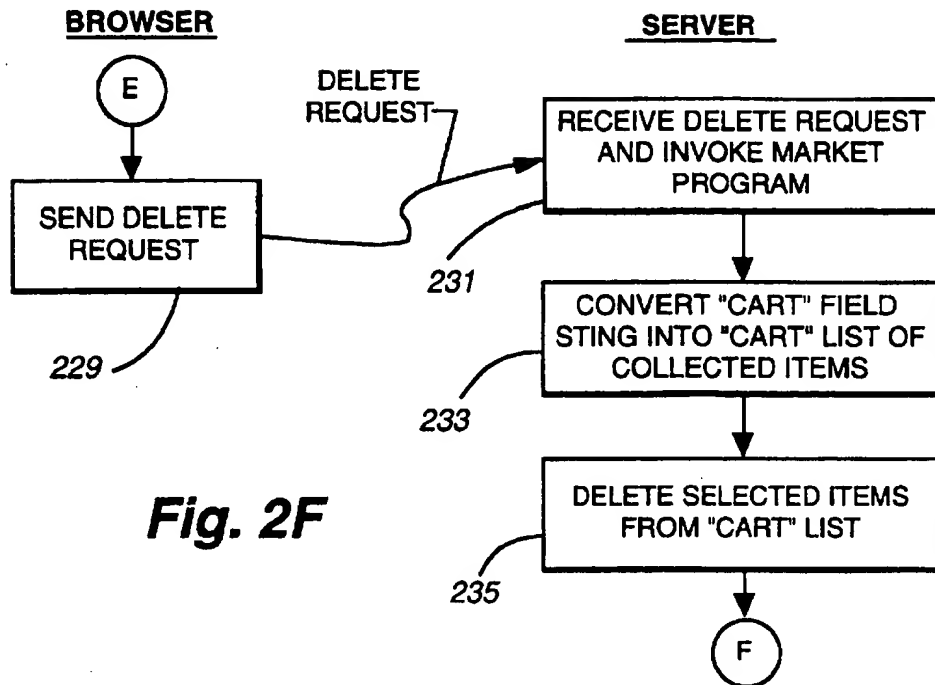 BROWSER
SERVER
E
DELETE
REQUEST
RECEIVE DELETE REQUEST
AND INVOKE MARKET
PROGRAM
SEND DELETE
REQUEST
231
229
CONVERT "CART" FIELD
STING INTO "CART" LIST OF
COLLECTED ITEMS
233
Fig. 2F
DELETE SELECTED ITEMS
FROM "CART" LIST
235
F